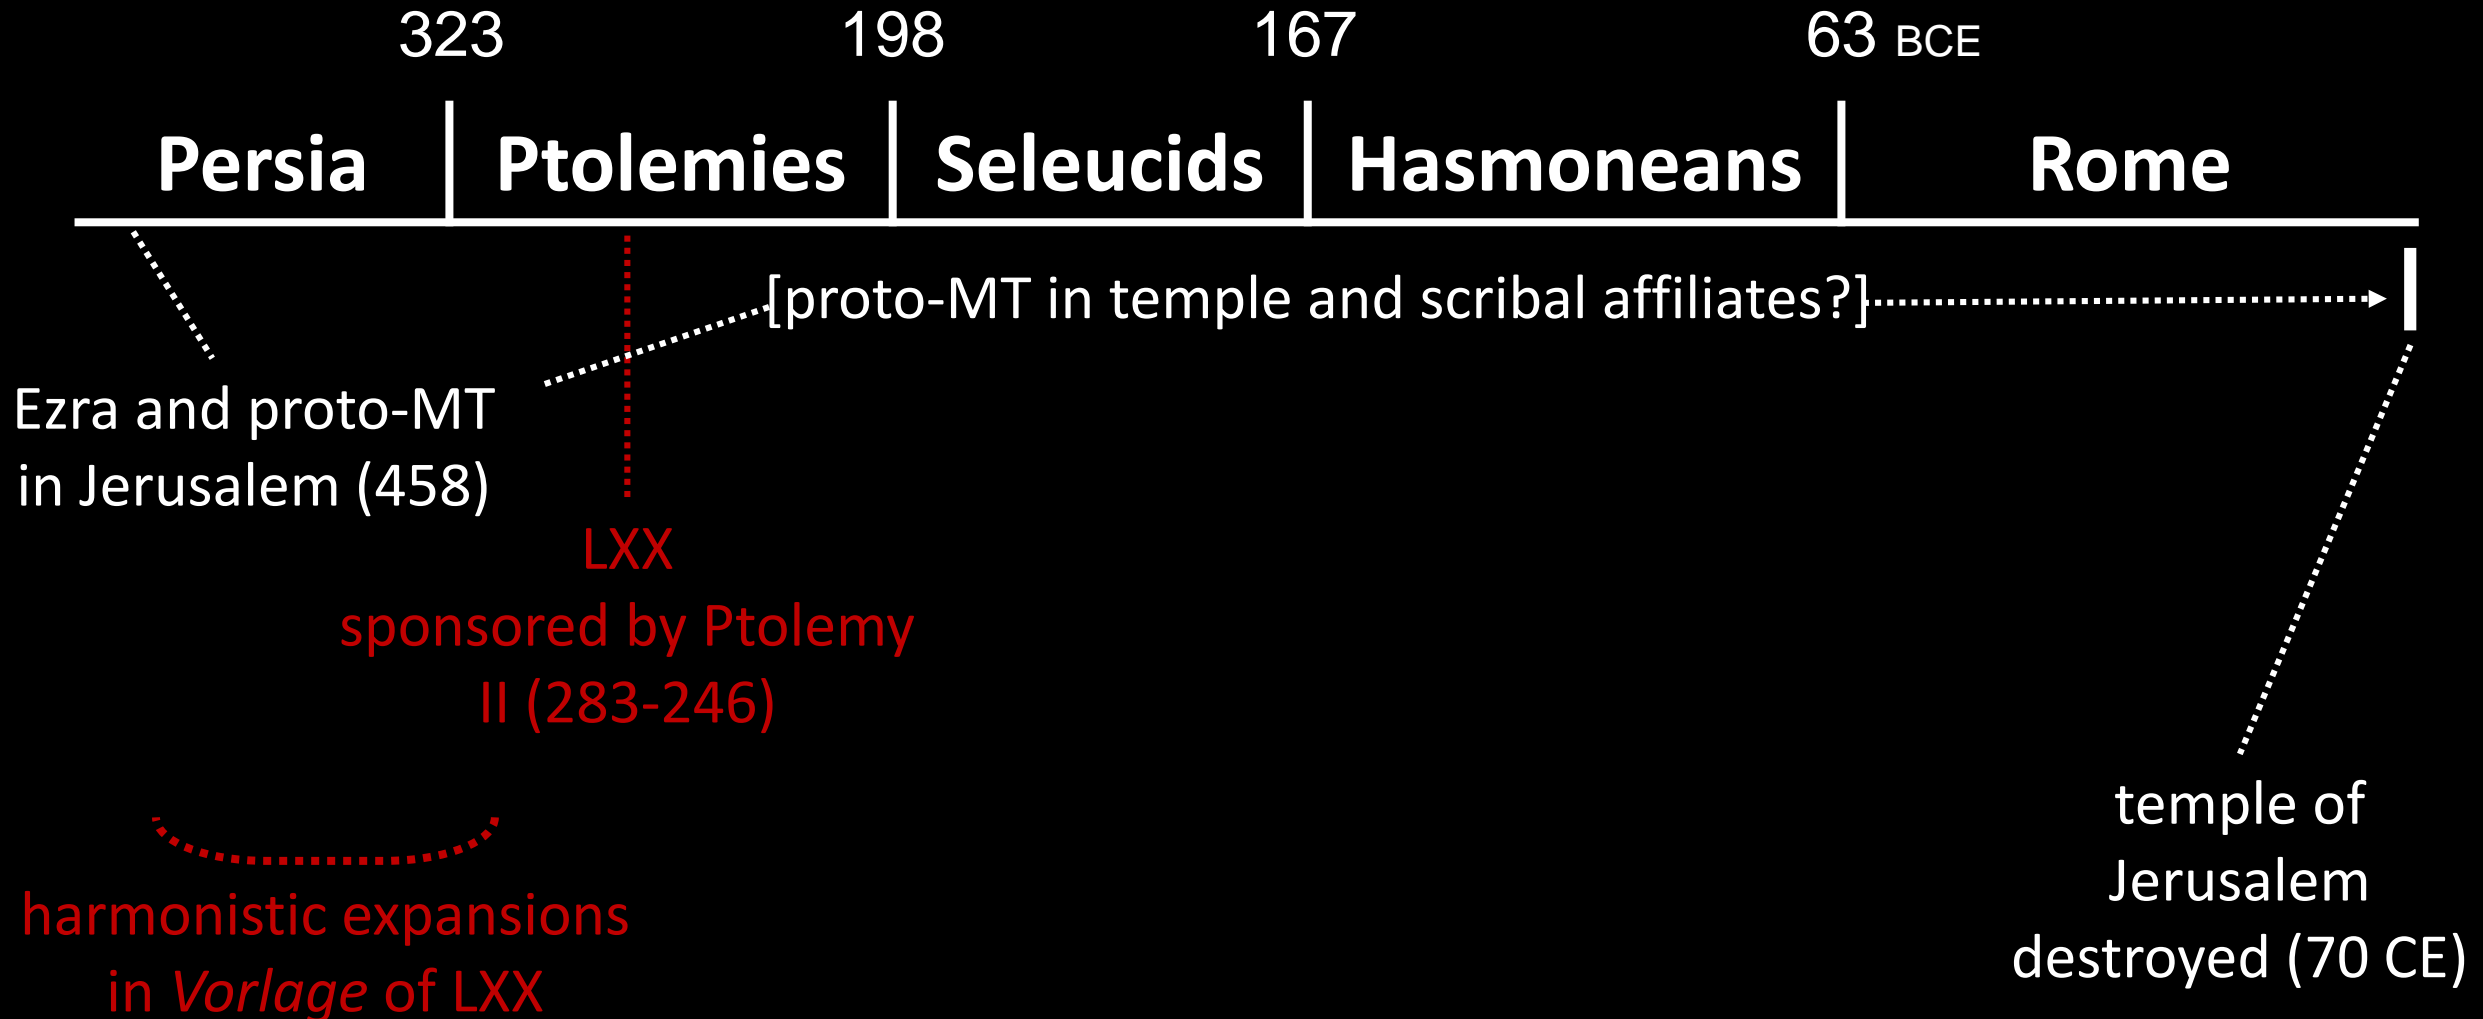 323
198
167
63 BCE
Persia
Ptolemies
Seleucids
Hasmoneans
Rome
[proto-MT in temple and scribal affiliates?]
Ezra and proto-MT
in Jerusalem (458)
LXX
sponsored by Ptolemy
II (283-246)
harmonistic expansions
in Vorlage of LXX
temple of
Jerusalem
destroyed (70 CE)